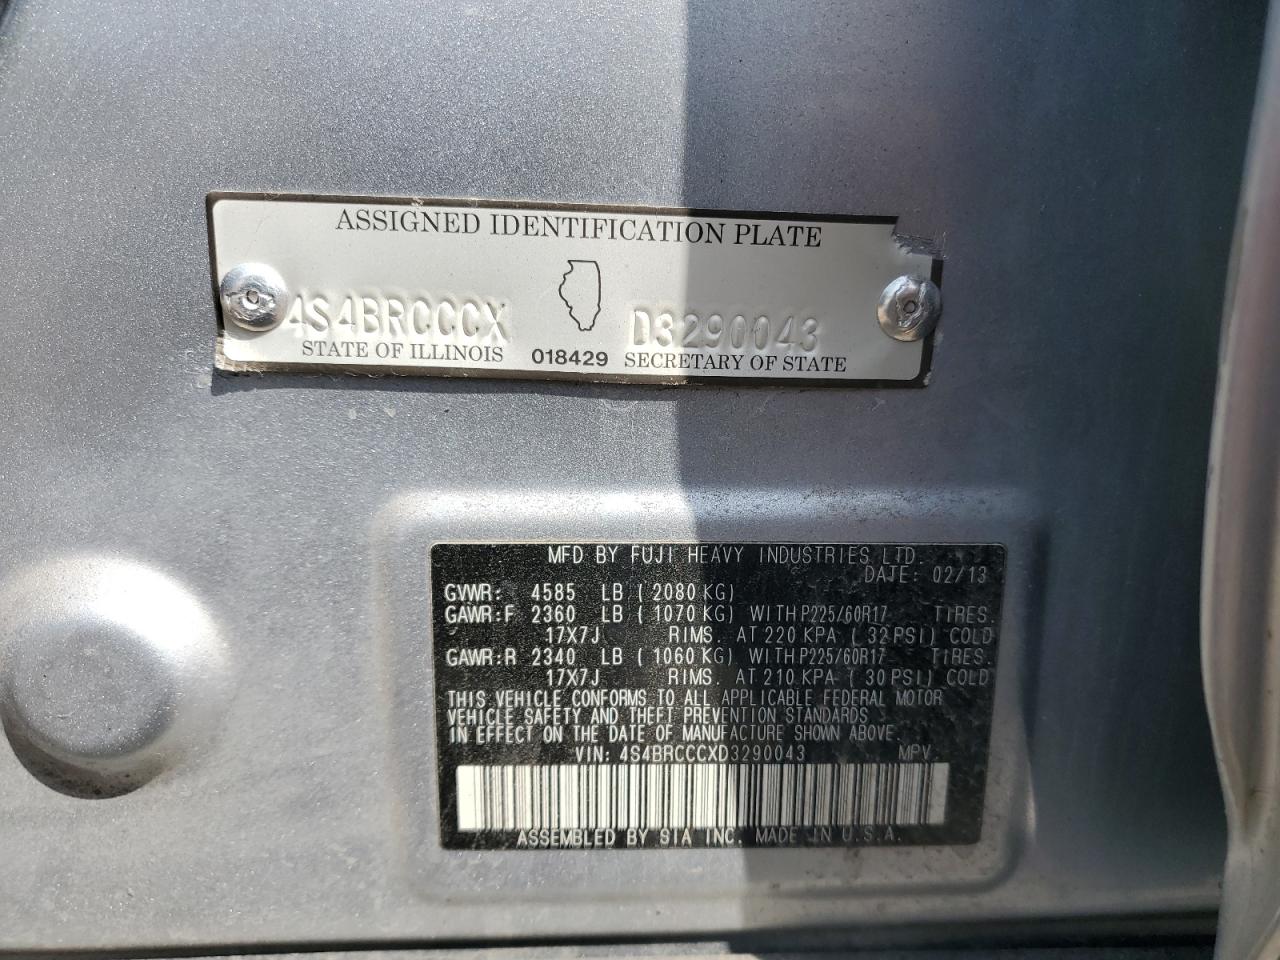 ASSIGNED IDENTIFICATION PLATE
4S4BRCCCX D3290043
STATE OF ILLINOIS 018429 SECRETARY OF STATE
MFD BY FUJI HEAVY INDUSTRIES LTD.
DATE: 02/13
GVWR: 4585 LB (2080 KG)
GAWR:F 2360 LB (1070 KG) WITH P225/60R17 TIRES.
17X7J RIMS. AT 220 KPA (32 PSI) COLD
GAWR:R 2340 LB (1060 KG) WITH P225/60R17 TIRES.
17X7J RIMS. AT 210 KPA (30 PSI) COLD
THIS VEHICLE CONFORMS TO ALL APPLICABLE FEDERAL MOTOR
VEHICLE SAFETY AND THEFT PREVENTION STANDARDS
IN EFFECT ON THE DATE OF MANUFACTURE SHOWN ABOVE.
VIN: 4S4BRCCCXD3290043 MPV
ASSEMBLED BY SIA INC. MADE IN U.S.A.